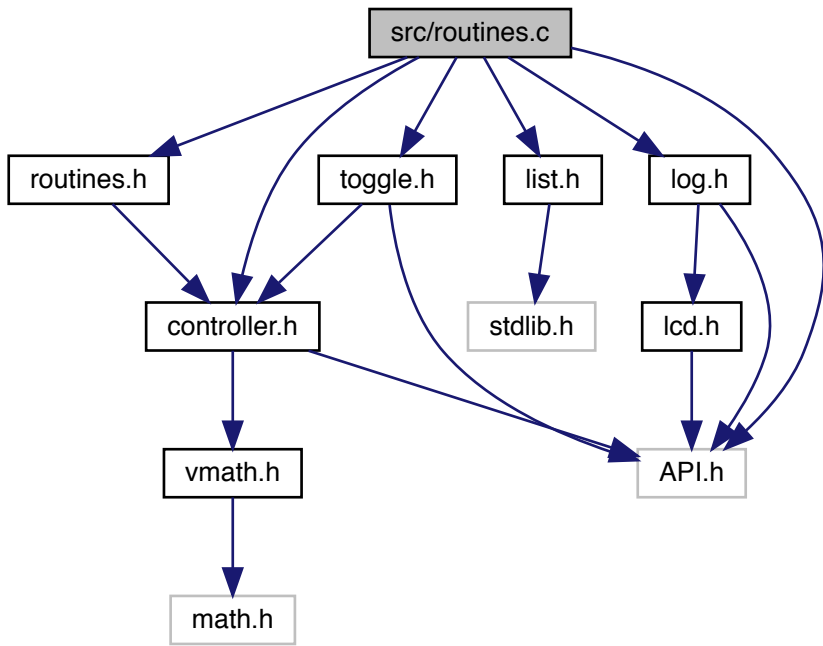 src/routines.c
routines.h
toggle.h
list.h
log.h
controller.h
stdlib.h
lcd.h
vmath.h
API.h
math.h